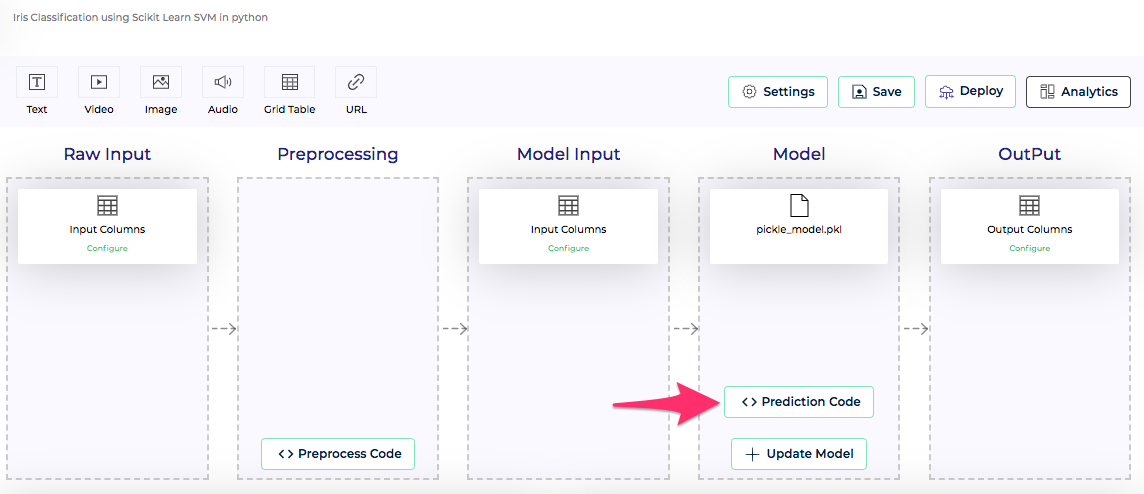 Iris Classification using Scikit Learn SVM in python
Text
Video
Image
Audio
Grid Table
URL
Settings
Save
Deploy
Analytics
Raw Input
Preprocessing
Model Input
Model
OutPut
Input Columns
Configure
Input Columns
Configure
pickle_model.pkl
Output Columns
Configure
<> Prediction Code
<> Preprocess Code
+ Update Model